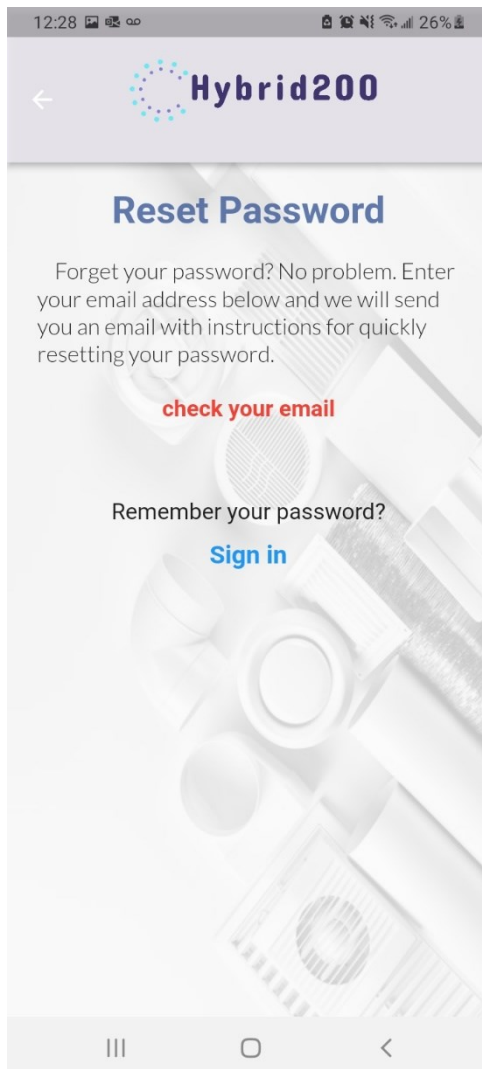 12:28 26%
Hybrid200
Reset Password
Forget your password? No problem. Enter
your email address below and we will send
you an email with instructions for quickly
resetting your password.
check your email
Remember your password?
Sign in